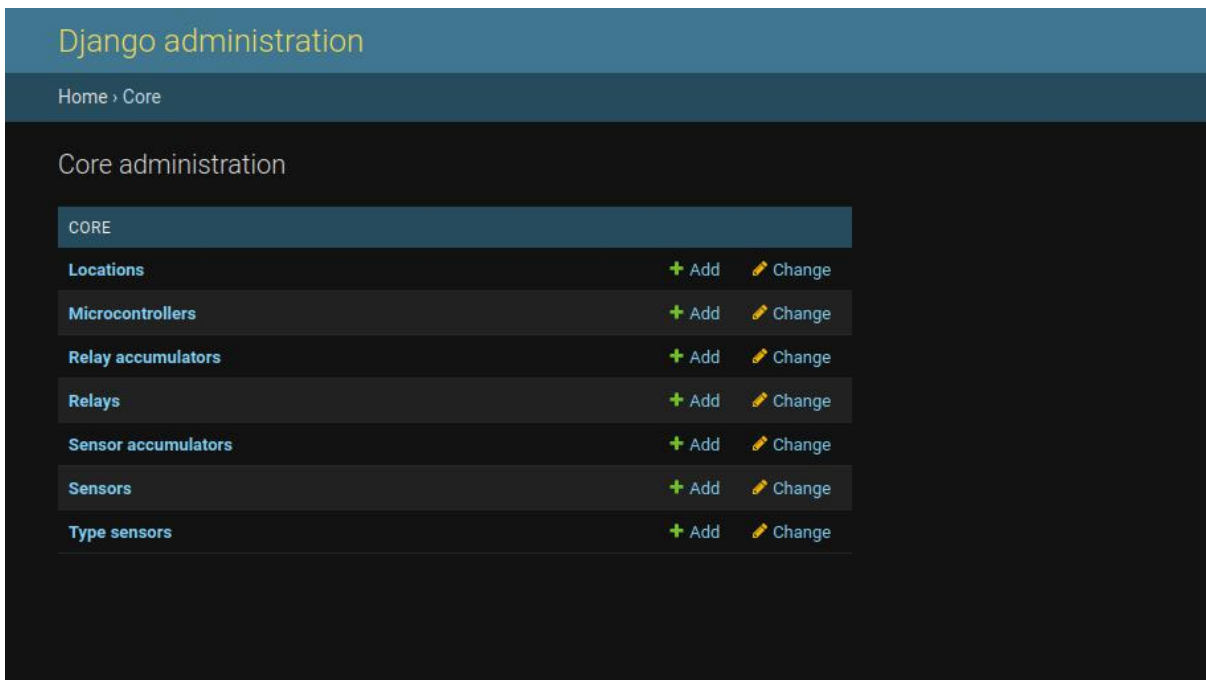 Django administration
Home › Core
Core administration
CORE
Locations Add Change
Microcontrollers Add Change
Relay accumulators Add Change
Relays Add Change
Sensor accumulators Add Change
Sensors Add Change
Type sensors Add Change